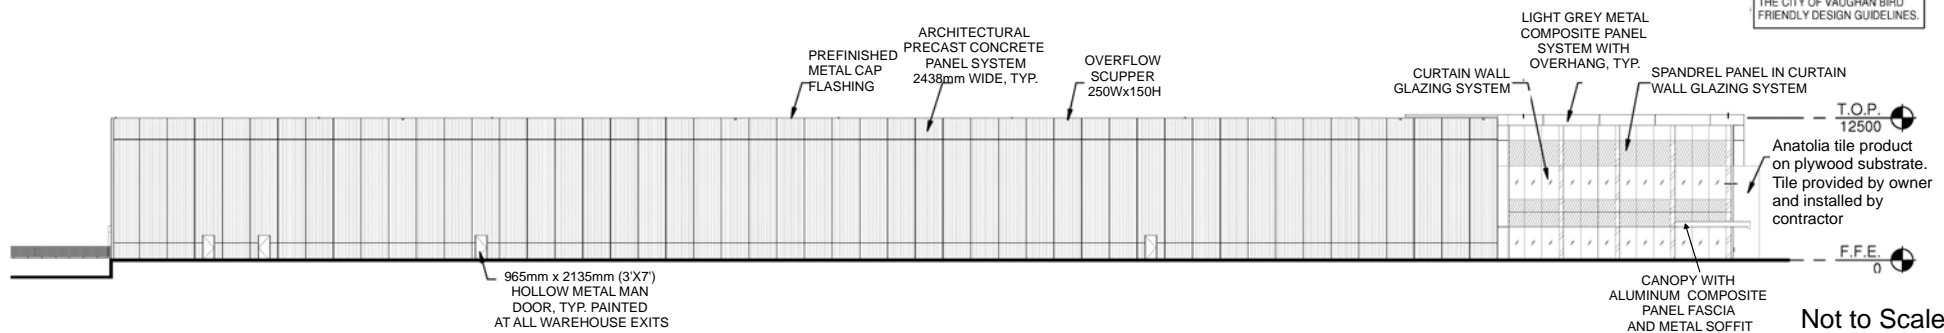 THE CITY OF VAUGHAN BIRD
FRIENDLY DESIGN GUIDELINES.
PREFINISHED
METAL CAP
FLASHING
ARCHITECTURAL
PRECAST CONCRETE
PANEL SYSTEM
2438mm WIDE, TYP.
OVERFLOW
SCUPPER
250Wx150H
CURTAIN WALL
GLAZING SYSTEM
LIGHT GREY METAL
COMPOSITE PANEL
SYSTEM WITH
OVERHANG, TYP.
SPANDREL PANEL IN CURTAIN
WALL GLAZING SYSTEM
T.O.P.
12500
Anatolia tile product
on plywood substrate.
Tile provided by owner
and installed by
contractor
F.F.E.
0
965mm x 2135mm (3'X7')
HOLLOW METAL MAN
DOOR, TYP. PAINTED
AT ALL WAREHOUSE EXITS
CANOPY WITH
ALUMINUM COMPOSITE
PANEL FASCIA
AND METAL SOFFIT
Not to Scale